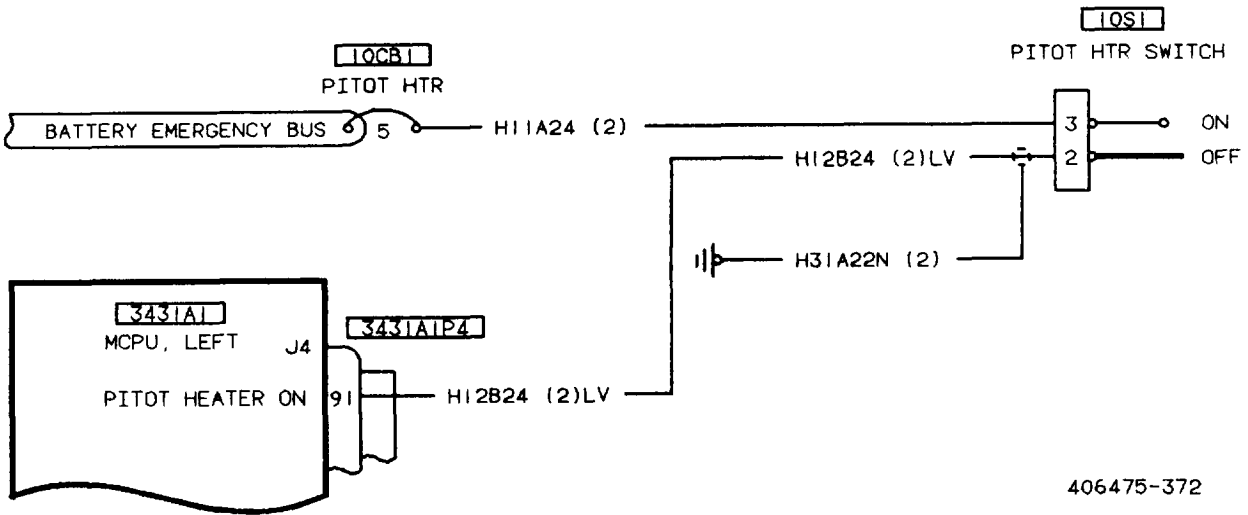 10S1
PITOT HTR SWITCH
10CB1
PITOT HTR
BATTERY EMERGENCY BUS 5 H11A24 (2) 3 ON
H12B24 (2)LV 2 OFF
H31A22N (2)
3431A1
MCPU, LEFT J4
3431A1P4
PITOT HEATER ON 91 H12B24 (2)LV
406475-372